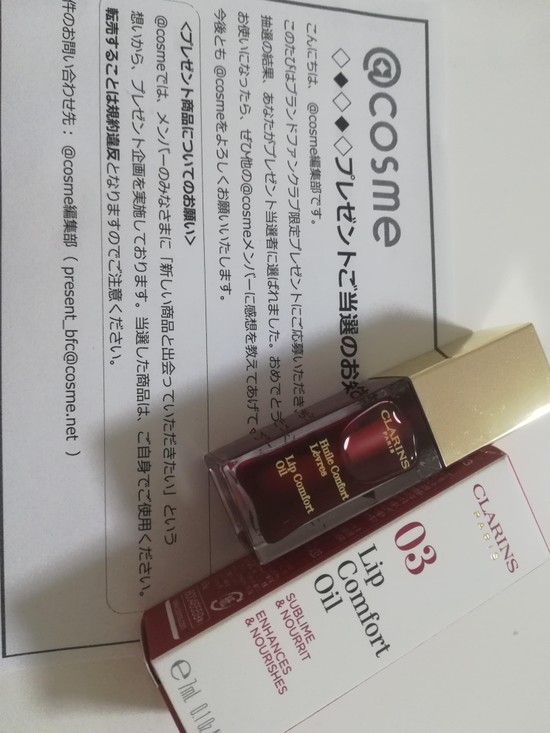 @cosme
◇◆◇◆◇プレゼントご当選のお知
こんにちは、@cosme編集部です。
このたびはブランドファンクラブ限定プレゼントにご応募いただき
抽選の結果、あなたがプレゼント当選者に選ばれました。おめでとう
お使いになったら、ぜひ他の@cosmeメンバーに感想を教えてあげて
今後とも @cosmeをよろしくお願いいたします。
<プレゼント商品についてのお願い>
@cosmeでは、メンバーのみなさまに「新しい商品と出会っていただきたい」という
想いから、プレゼント企画を実施しております。当選した商品は、ご自身でご使用ください。
転売することは規約違反となりますのでご注意ください。
件のお問い合わせ先: @cosme編集部 ( present_bfc@cosme.net )
CLARINS
PARIS
Huile Confort
Lèvres
Lip Comfort
Oil
CLARINS
PARIS
03
Lip
Comfort
Oil
SUBLIME
& NOURRIT
ENHANCES
& NOURISHES
e 7ml 0.1